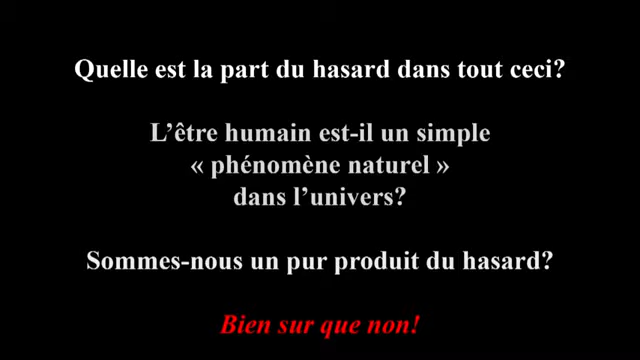 Quelle est la part du hasard dans tout ceci?
L’être humain est-il un simple
« phénomène naturel »
dans l’univers?
Sommes-nous un pur produit du hasard?
Bien sur que non!